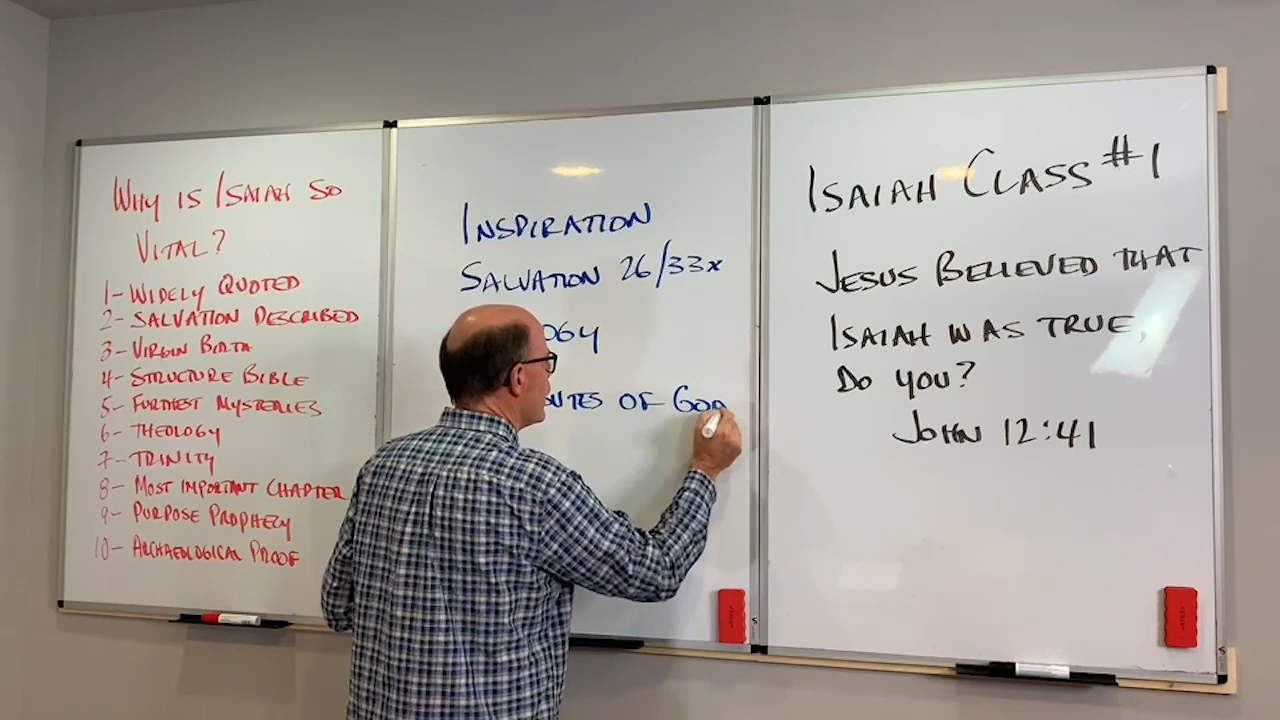 WHY IS ISAIAH SO
VITAL?
1- WIDELY QUOTED
2- SALVATION DESCRIBED
3- VIRGIN BIRTH
4- STRUCTURE BIBLE
5- FURTHEST MYSTERIES
6- THEOLOGY
7- TRINITY
8- MOST IMPORTANT CHAPTER
9- PURPOSE PROPHECY
10- ARCHAEOLOGICAL PROOF
INSPIRATION
SALVATION 26/33x
OGY
UTES OF GOD
ISAIAH CLASS #1
JESUS BELIEVED THAT
ISAIAH WAS TRUE,
DO YOU?
JOHN 12:41